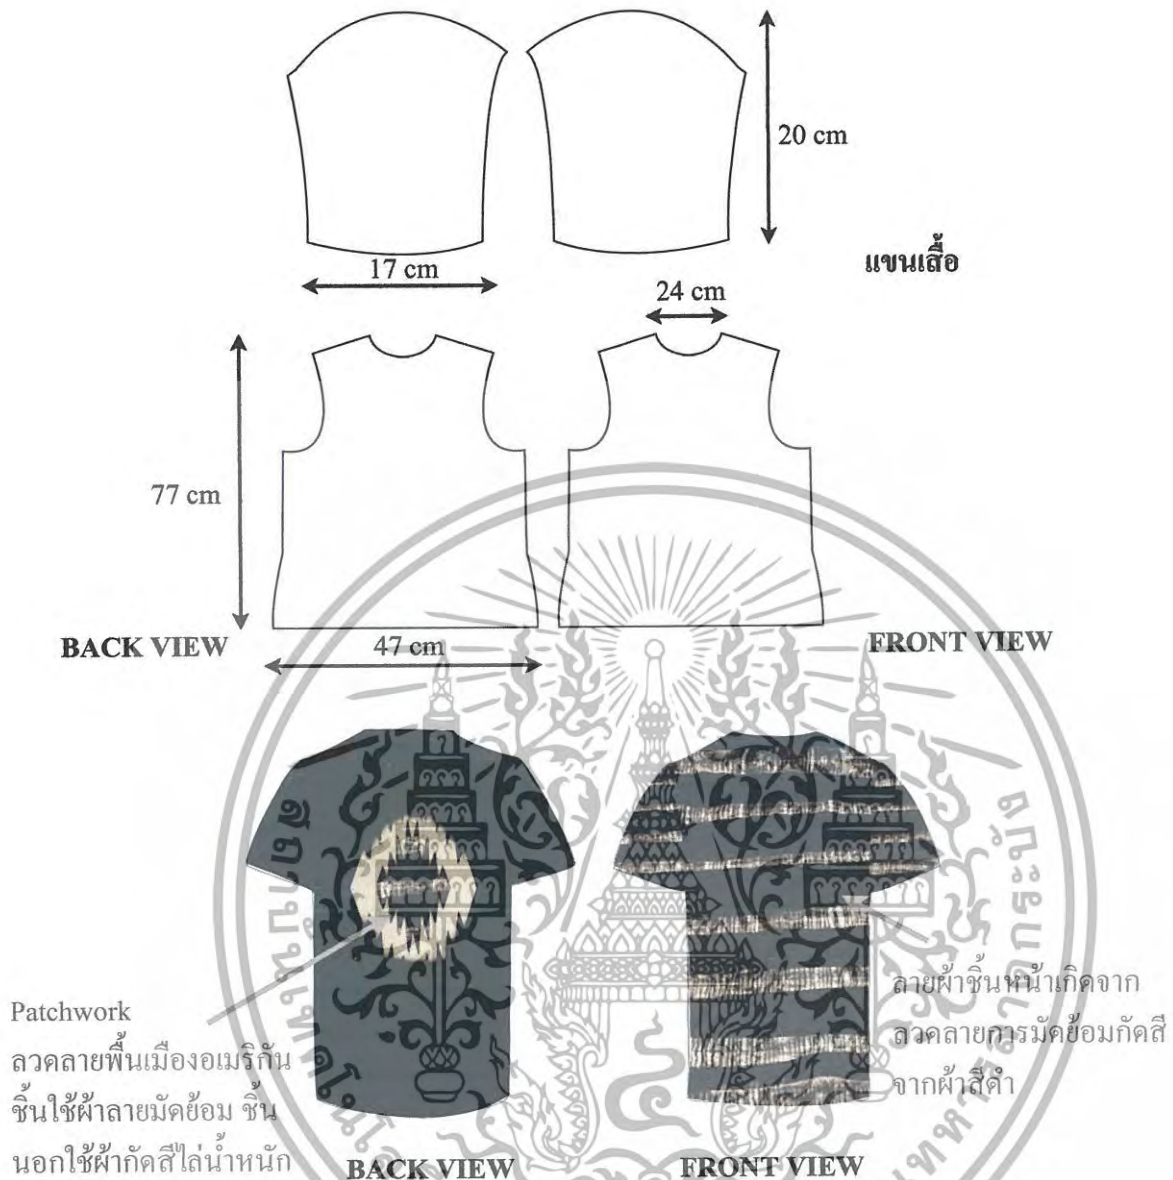 20 cm
แขนเสื้อ
17 cm
24 cm
77 cm
BACK VIEW
47 cm
FRONT VIEW
Patchwork
ลวดลายพื้นเมืองอเมริกัน
ชิ้นใช้ผ้าลายมัดย้อม ชิ้น
นอกใช้ผ้ากัดสีไล่น้ำหนัก
ลายผ้าชิ้นหน้าเกิดจาก
ลวดลายการมัดย้อมกัดสี
จากผ้าสีดำ
BACK VIEW
FRONT VIEW